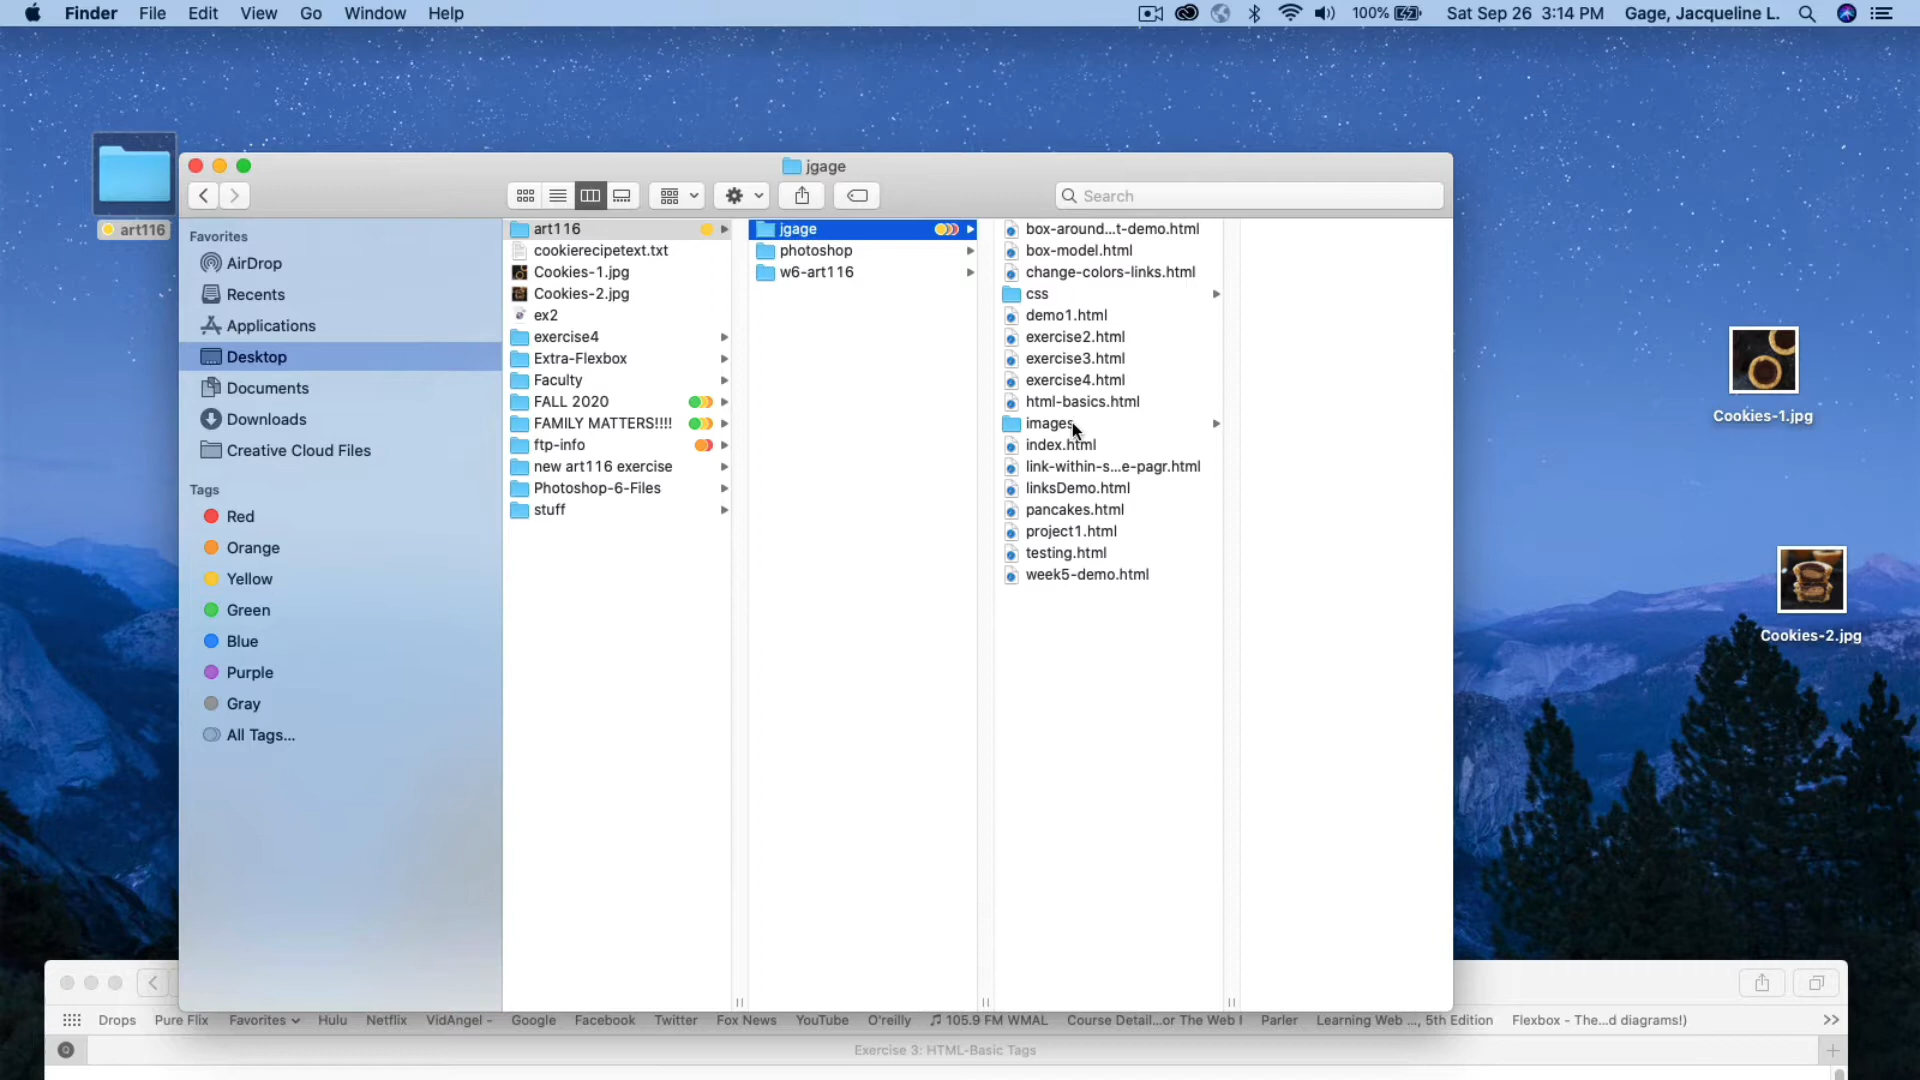 Finder File Edit View Go Window Help 100% Sat Sep 26 3:14 PM Gage, Jacqueline L.
art116
jgage
Search
Favorites
AirDrop
Recents
Applications
Desktop
Documents
Downloads
Creative Cloud Files
Tags
Red
Orange
Yellow
Green
Blue
Purple
Gray
All Tags...
art116
cookierecipetext.txt
Cookies-1.jpg
Cookies-2.jpg
ex2
exercise4
Extra-Flexbox
Faculty
FALL 2020
FAMILY MATTERS!!!!
ftp-info
new art116 exercise
Photoshop-6-Files
stuff
jgage
photoshop
w6-art116
box-around...t-demo.html
box-model.html
change-colors-links.html
css
demo1.html
exercise2.html
exercise3.html
exercise4.html
html-basics.html
images
index.html
link-within-s...e-pagr.html
linksDemo.html
pancakes.html
project1.html
testing.html
week5-demo.html
Cookies-1.jpg
Cookies-2.jpg
Drops Pure Flix Favorites Hulu Netflix VidAngel - Google Facebook Twitter Fox News YouTube O'reilly 105.9 FM WMAL Course Detail...or The Web I Parler Learning Web ..., 5th Edition Flexbox - The...d diagrams!)
Exercise 3: HTML-Basic Tags